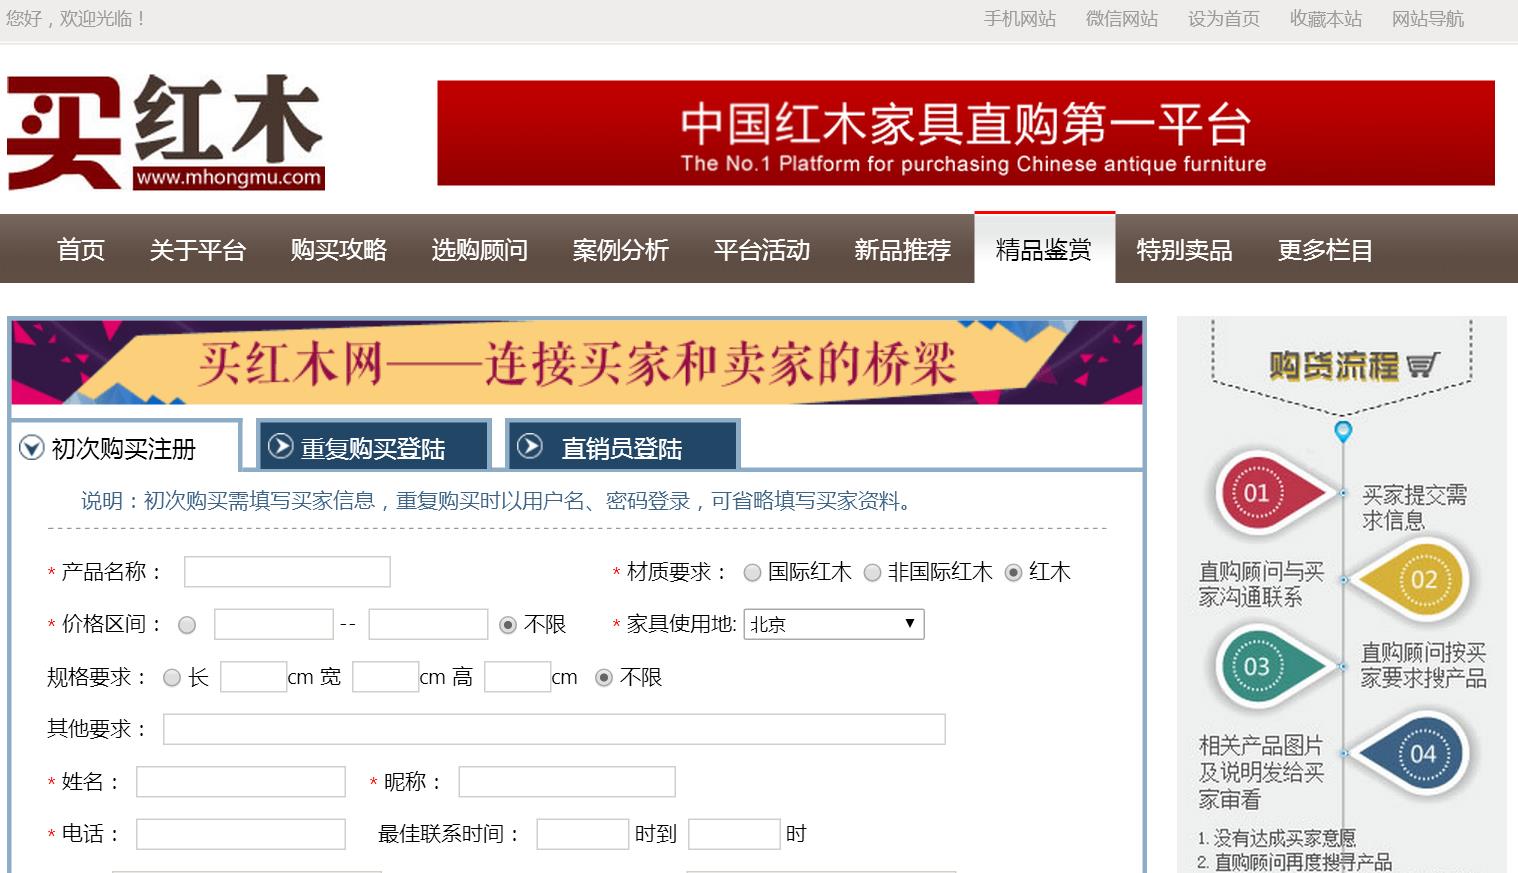 您好，欢迎光临！
手机网站 微信网站 设为首页 收藏本站 网站导航
买红木
www.mhongmu.com
中国红木家具直购第一平台
The No.1 Platform for purchasing Chinese antique furniture
首页 关于平台 购买攻略 选购顾问 案例分析 平台活动 新品推荐 精品鉴赏 特别卖品 更多栏目
买红木网——连接买家和卖家的桥梁
初次购买注册 重复购买登陆 直销员登陆
说明：初次购买需填写买家信息，重复购买时以用户名、密码登录，可省略填写买家资料。
* 产品名称： * 材质要求： 国际红木 非国际红木 红木
* 价格区间： -- 不限 * 家具使用地: 北京
规格要求： 长 cm 宽 cm 高 cm 不限
其他要求：
* 姓名： * 昵称：
* 电话： 最佳联系时间： 时到 时
购货流程
01
买家提交需
求信息
直购顾问与买
家沟通联系
02
03
直购顾问按买
家要求搜产品
相关产品图片
及说明发给买
家审看
04
1. 没有达成买家意愿
2. 直购顾问再度搜寻产品